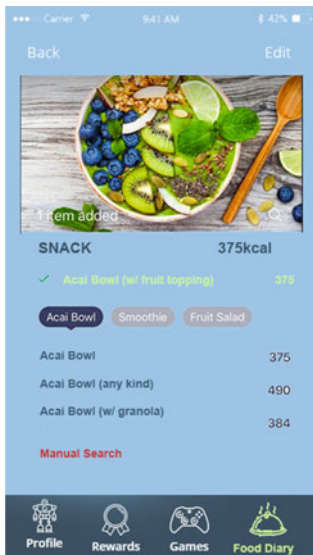 Carrier 9:41 AM 42%
Back Edit
1 item added
SNACK 375kcal
Acai Bowl (w/ fruit topping) 375
Acai Bowl Smoothie Fruit Salad
Acai Bowl 375
Acai Bowl (any kind) 490
Acai Bowl (w/ granola) 384
Manual Search
Profile Rewards Games Food Diary